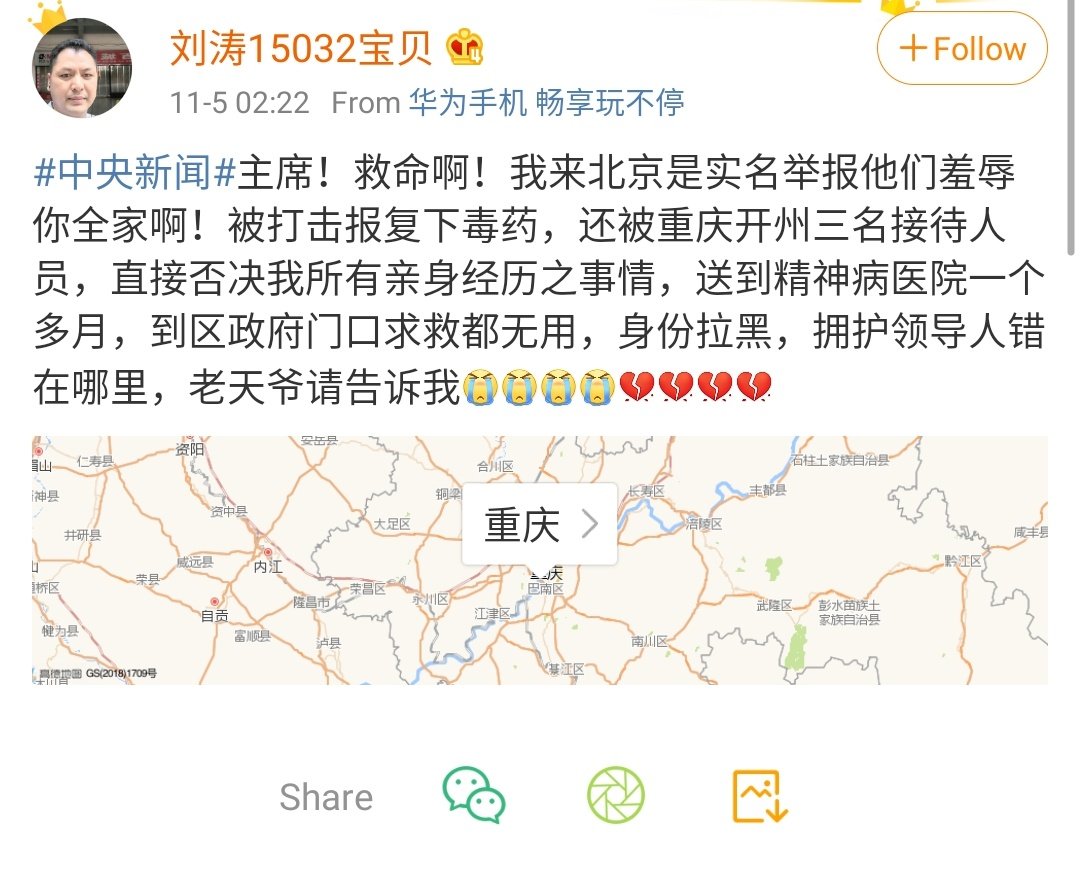 刘涛15032宝贝
+Follow
11-5 02:22 From 华为手机 畅享玩不停
#中央新闻#主席！救命啊！我来北京是实名举报他们羞辱
你全家啊！被打击报复下毒药，还被重庆开州三名接待人
员，直接否决我所有亲身经历之事情，送到精神病医院一个
多月，到区政府门口求救都无用，身份拉黑，拥护领导人错
在哪里，老天爷请告诉我😭😭😭😭💔💔💔💔
资阳
安岳县
仁寿县
合川区
石柱土家族自治县
眉山
铜梁
长寿区
丰都县
资中县
重庆 >
大足区
涪陵区
井研县
咸丰县
威远县
内江
黔江区
荣县
重庆
荣昌区
巴南区
永川区
隆昌市
江津区
武隆区
彭水苗族土
家族自治县
自贡
富顺县
犍为县
泸县
南川区
綦江区
高德地图 GS(2018)1709号
Share